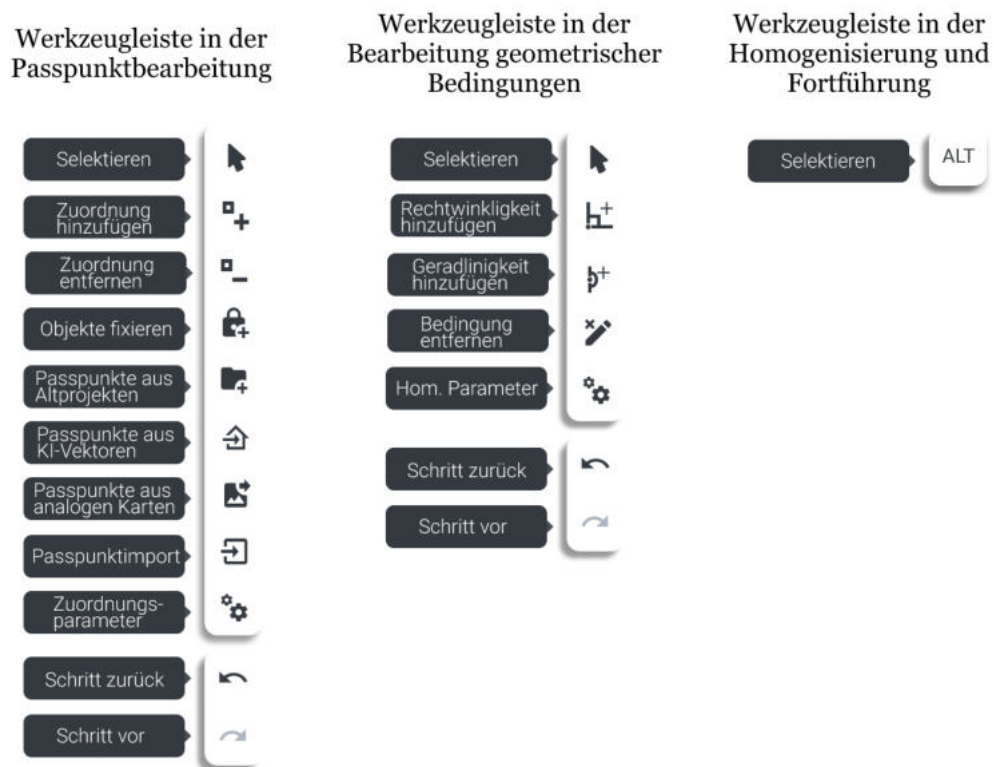 Werkzeugleiste in der
Passpunktbearbeitung
Selektieren
Zuordnung
hinzufügen
Zuordnung
entfernen
Objekte fixieren
Passpunkte aus
Altprojekten
Passpunkte aus
KI-Vektoren
Passpunkte aus
analogen Karten
Passpunktimport
Zuordnungs-
parameter
Schritt zurück
Schritt vor
Werkzeugleiste in der
Bearbeitung geometrischer
Bedingungen
Selektieren
Rechtwinkligkeit
hinzufügen
Geradlinigkeit
hinzufügen
Bedingung
entfernen
Hom. Parameter
Schritt zurück
Schritt vor
Werkzeugleiste in der
Homogenisierung und
Fortführung
Selektieren
ALT